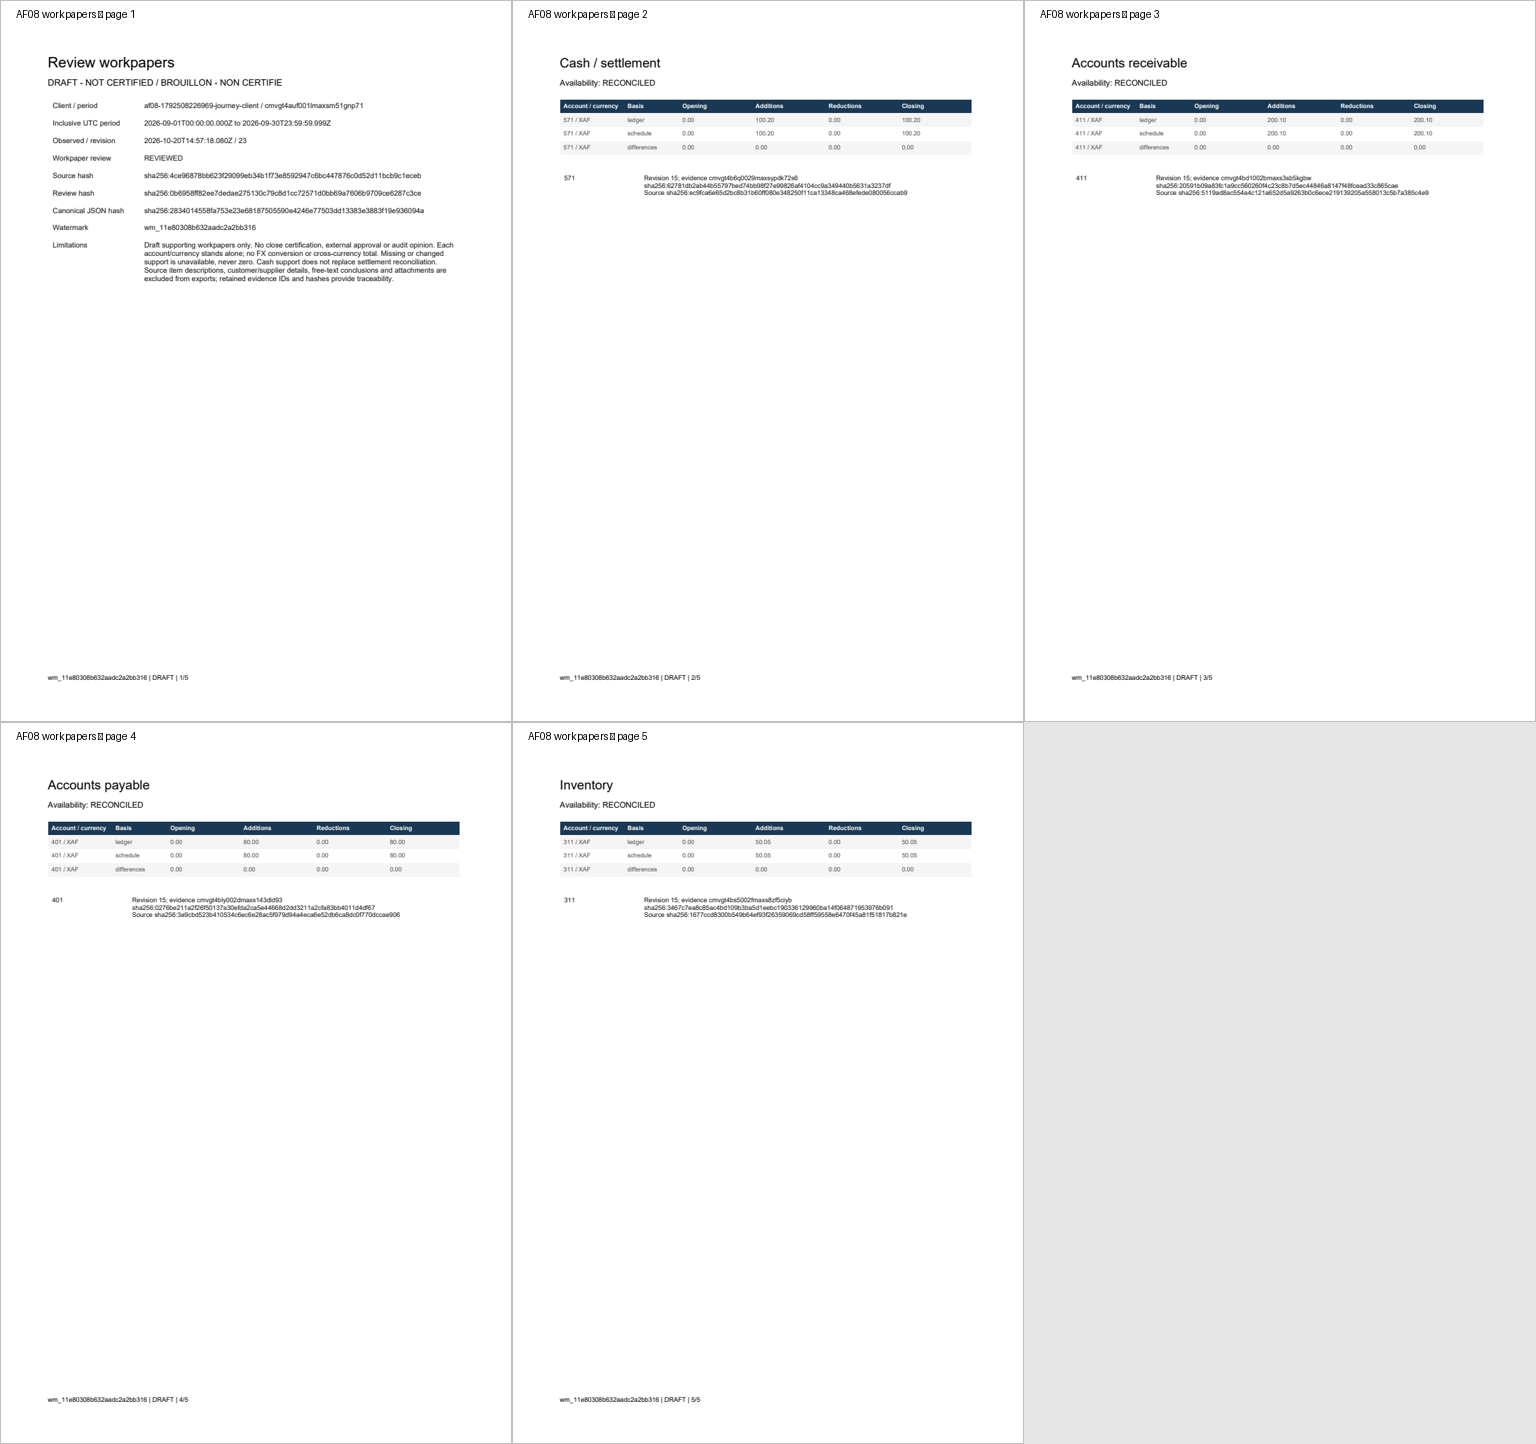 AF08 workpapers page 1
Review workpapers
DRAFT - NOT CERTIFIED / BROUILLON - NON CERTIFIE
Client / period af08-1792508226969-journey-client / cmvgt4auf001lmaxsm51gnp71
Inclusive UTC period 2026-09-01T00:00:00.000Z to 2026-09-30T23:59:59.999Z
Observed / revision 2026-10-20T14:57:18.080Z / 23
Workpaper review REVIEWED
Source hash sha256:4ce96878bb623f29099eb34b1f73e8592947c6bc447876c0d52d11bcb9c1eceb
Review hash sha256:0b6958ff82ee7dedae275130c79c8d1cc72571d0bb69a7606b9709ce6287c3ce
Canonical JSON hash sha256:2834014558fa753e23e68187505590e4246e77503dd13383e3883f19e936094a
Watermark wm_11e80308b632aadc2a2bb316
Limitations Draft supporting workpapers only. No close certification, external approval or audit opinion. Each
account/currency stands alone; no FX conversion or cross-currency total. Missing or changed
support is unavailable, never zero. Cash support does not replace settlement reconciliation.
Source item descriptions, customer/supplier details, free-text conclusions and attachments are
excluded from exports; retained evidence IDs and hashes provide traceability.
wm_11e80308b632aadc2a2bb316 | DRAFT | 1/5
AF08 workpapers page 2
Cash / settlement
Availability: RECONCILED
Account / currency Basis Opening Additions Reductions Closing
571 / XAF ledger 0.00 100.20 0.00 100.20
571 / XAF schedule 0.00 100.20 0.00 100.20
571 / XAF differences 0.00 0.00 0.00 0.00
571 Revision 15; evidence cmvgt4b6q0029maxsypdk72s6
sha256:62781db2ab44b55797bed74bb98f27e99826af4104cc9a349440b5631a3237df
Source sha256:ec9fca6e65d2bc8b31b60ff080e348250f11ca13348ca468efede080056ccab9
wm_11e80308b632aadc2a2bb316 | DRAFT | 2/5
AF08 workpapers page 3
Accounts receivable
Availability: RECONCILED
Account / currency Basis Opening Additions Reductions Closing
411 / XAF ledger 0.00 200.10 0.00 200.10
411 / XAF schedule 0.00 200.10 0.00 200.10
411 / XAF differences 0.00 0.00 0.00 0.00
411 Revision 15; evidence cmvgt4bd1002bmaxs3sb5kgbw
sha256:20591b09a83fc1a9cc560260f4c23c8b7d5ec44846a8147f48fcead33c865cae
Source sha256:5119ad8ac554a4c121a652d5a9263b0c6ece219139205a558013c5b7a385c4e9
wm_11e80308b632aadc2a2bb316 | DRAFT | 3/5
AF08 workpapers page 4
Accounts payable
Availability: RECONCILED
Account / currency Basis Opening Additions Reductions Closing
401 / XAF ledger 0.00 80.00 0.00 80.00
401 / XAF schedule 0.00 80.00 0.00 80.00
401 / XAF differences 0.00 0.00 0.00 0.00
401 Revision 15; evidence cmvgt4bly002dmaxs143dld93
sha256:0276be211a2f26f50137a30efda2ca5e44668d2dd3211a2cfa83bb4011d4df67
Source sha256:3a9cbd523b410534c6ec6e28ac5f979d94a4eca6e52db6ca8dc0f770dccae906
wm_11e80308b632aadc2a2bb316 | DRAFT | 4/5
AF08 workpapers page 5
Inventory
Availability: RECONCILED
Account / currency Basis Opening Additions Reductions Closing
311 / XAF ledger 0.00 50.05 0.00 50.05
311 / XAF schedule 0.00 50.05 0.00 50.05
311 / XAF differences 0.00 0.00 0.00 0.00
311 Revision 15; evidence cmvgt4bs5002fmaxs8zf5ciyb
sha256:3467c7ea8c85ac4bd109b3ba5d1eebc190336129960ba14f064871953976b091
Source sha256:1677ccd8300b549b64ef93f26359069cd58ff59558e6470f45a81f51817b821e
wm_11e80308b632aadc2a2bb316 | DRAFT | 5/5